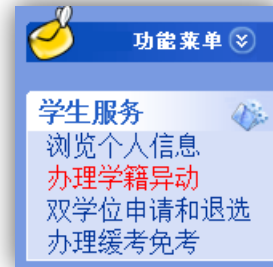 功能菜单
学生服务
浏览个人信息
办理学籍异动
双学位申请和退选
办理缓考免考